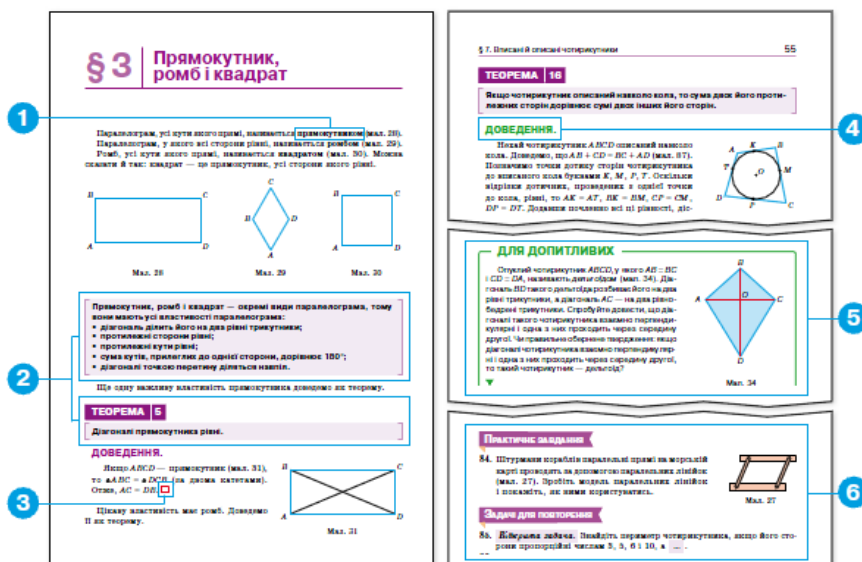 § 3
Прямокутник,
ромб і квадрат
1
Паралелограм, усі кути якого прямі, називається прямокутником (мал. 28).
Паралелограм, у якого всі сторони рівні, називається ромбом (мал. 29).
Ромб, усі кути якого прямі, називається квадратом (мал. 30). Можна
сказати й так: квадрат — це прямокутник, усі сторони якого рівні.
B C
A D
C
B D
A
B C
A D
Мал. 28
Мал. 29
Мал. 30
2
Прямокутник, ромб і квадрат — окремі види паралелограма, тому
вони мають усі властивості паралелограма:
• діагональ ділить його на два рівні трикутники;
• протилежні сторони рівні;
• протилежні кути рівні;
• сума кутів, прилеглих до однієї сторони, дорівнює 180°;
• діагоналі точкою перетину діляться навпіл.
Ще одну важливу властивість прямокутника доведемо як теорему.
ТЕОРЕМА 5
Діагоналі прямокутника рівні.
ДОВЕДЕННЯ.
Якщо ABCD — прямокутник (мал. 31),
то ▲ABC = ▲DCB (за двома катетами).
Отже, AC = DB.
3
Цікаву властивість має ромб. Доведемо
її як теорему.
B C
A D
Мал. 31
§ 7. Вписані й описані чотирикутники 55
ТЕОРЕМА 16
Якщо чотирикутник описаний навколо кола, то сума двох його проти-
лежних сторін дорівнює сумі двох інших його сторін.
4
ДОВЕДЕННЯ.
Нехай чотирикутник ABCD описаний навколо
кола. Доведемо, що AB + CD = BC + AD (мал. 67).
Позначимо точки дотику сторін чотирикутника
до вписаного кола буквами K, M, P, T. Оскільки
відрізки дотичних, проведених з однієї точки
до кола, рівні, то AK = AT, BK = BM, CP = CM,
DP = DT. Додавши почленно всі ці рівності, діс-
A K B
T O M
D P C
5
ДЛЯ ДОПИТЛИВИХ
Опуклий чотирикутник ABCD, у якого AB = BC
і CD = DA, називають дельтоїдом (мал. 34). Діа-
гональ BD такого дельтоїда розбиває його на два
рівні трикутники, а діагональ AC — на два рівно-
бедрені трикутники. Спробуйте довести, що діа-
гоналі такого чотирикутника взаємно перпенди-
кулярні і одна з них проходить через середину
другої. Чи правильне обернене твердження: якщо
діагоналі чотирикутника взаємно перпендикуляр-
ні і одна з них проходить через середину другої,
то такий чотирикутник — дельтоїд?
B
A O C
D
Мал. 34
6
ПРАКТИЧНЕ ЗАВДАННЯ
84. Штурмани кораблів паралельні прямі на морській
карті проводять за допомогою паралельних лінійок
(мал. 27). Зробіть модель паралельних лінійок
і покажіть, як ними користуватись.
Мал. 27
ЗАДАЧІ ДЛЯ ПОВТОРЕННЯ
85. Відкрита задача. Знайдіть периметр чотирикутника, якщо його сто-
рони пропорційні числам 3, 5, 6 і 10, а ... .